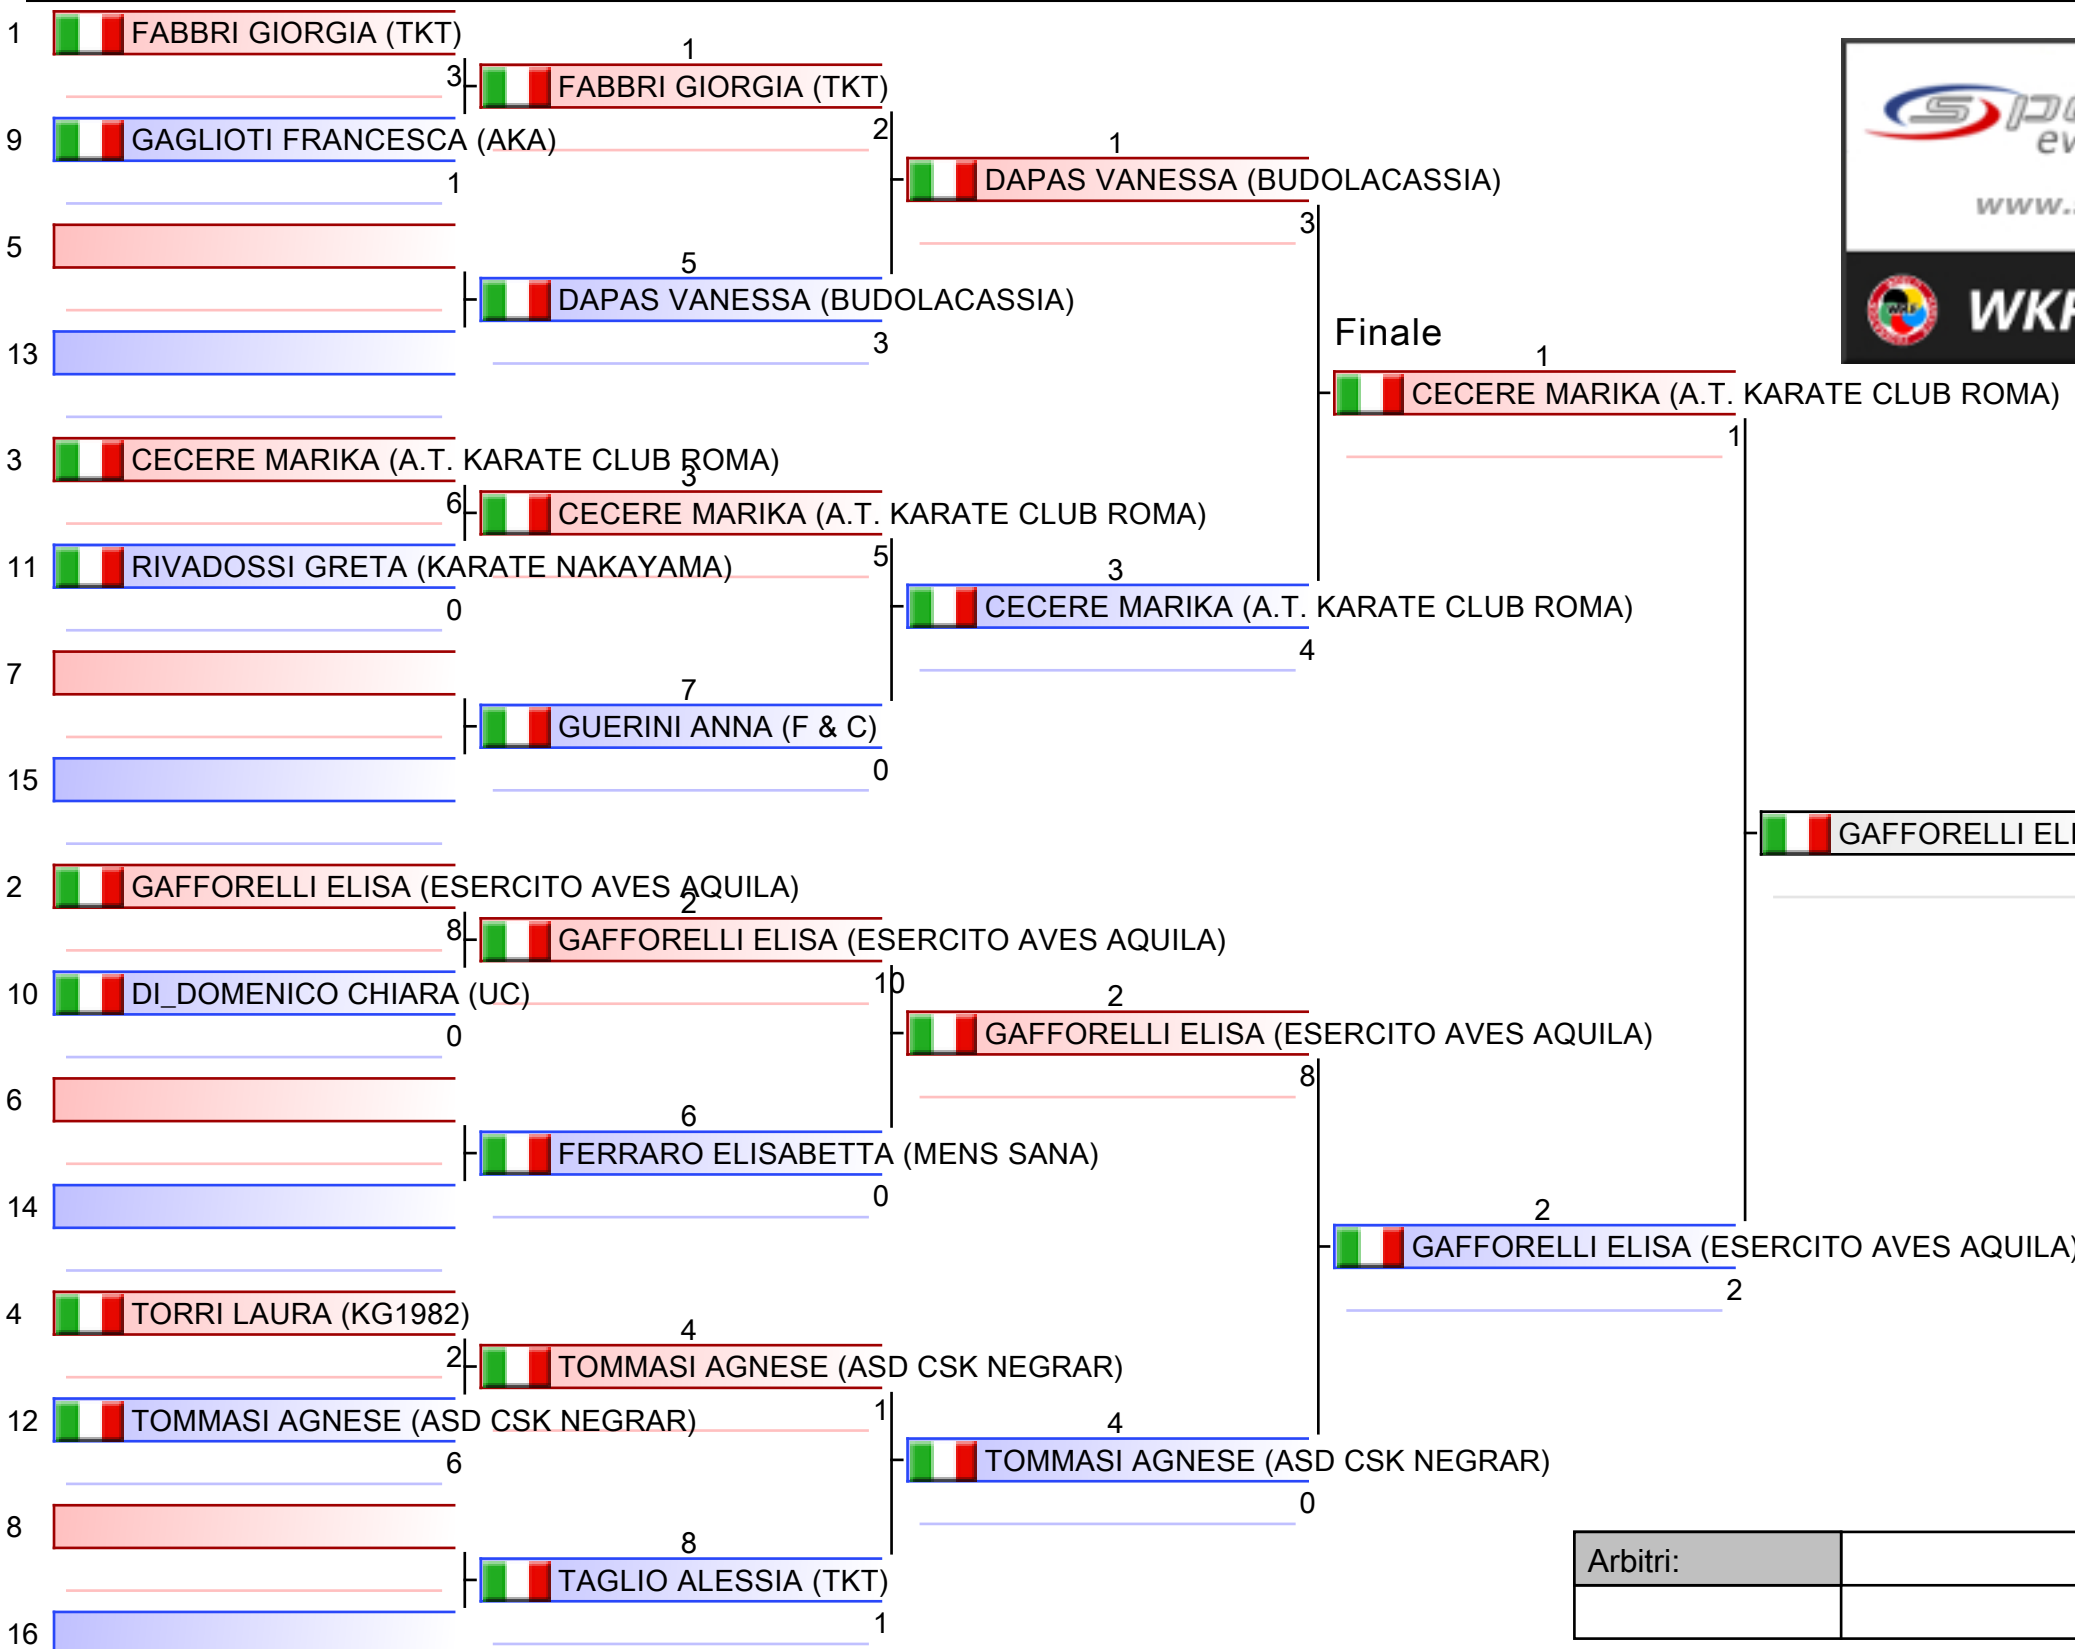 1 FABBRI GIORGIA (TKT)
3
9 GAGLIOTI FRANCESCA (AKA)
1
5
13
3 CECERE MARIKA (A.T. KARATE CLUB ROMA)
6
11 RIVADOSSI GRETA (KARATE NAKAYAMA)
0
7
15
2 GAFFORELLI ELISA (ESERCITO AVES AQUILA)
8
10 DI_DOMENICO CHIARA (UC)
0
6
14
4 TORRI LAURA (KG1982)
2
12 TOMMASI AGNESE (ASD CSK NEGRAR)
6
8
16
1
FABBRI GIORGIA (TKT)
2
5
DAPAS VANESSA (BUDOLACASSIA)
3
3
CECERE MARIKA (A.T. KARATE CLUB ROMA)
5
7
GUERINI ANNA (F & C)
0
2
GAFFORELLI ELISA (ESERCITO AVES AQUILA)
10
6
FERRARO ELISABETTA (MENS SANA)
0
4
TOMMASI AGNESE (ASD CSK NEGRAR)
1
8
TAGLIO ALESSIA (TKT)
1
1
DAPAS VANESSA (BUDOLACASSIA)
3
3
CECERE MARIKA (A.T. KARATE CLUB ROMA)
4
2
GAFFORELLI ELISA (ESERCITO AVES AQUILA)
8
4
TOMMASI AGNESE (ASD CSK NEGRAR)
0
Finale
1
CECERE MARIKA (A.T. KARATE CLUB ROMA)
1
2
GAFFORELLI ELISA (ESERCITO AVES AQUILA)
2
GAFFORELLI
www.
Arbitri: